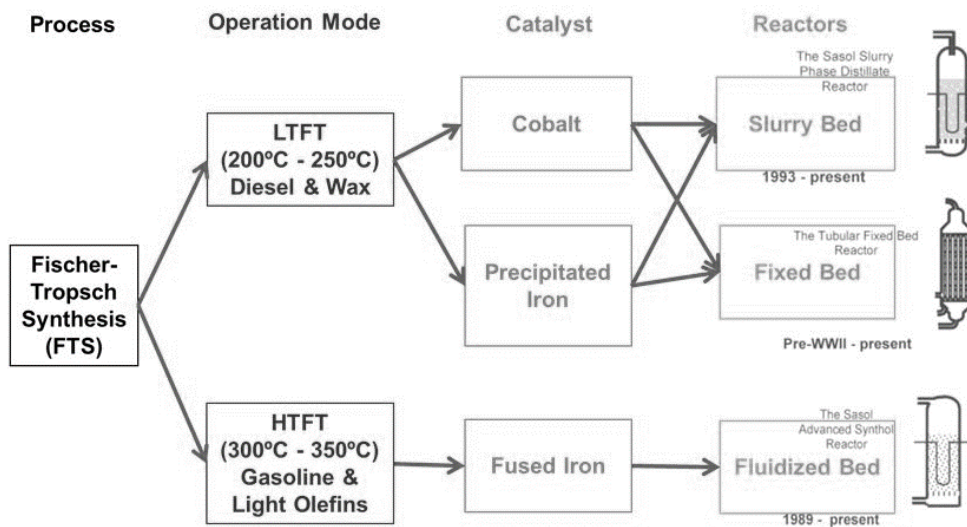 Process
Operation Mode
Catalyst
Reactors
The Sasol Slurry
Phase Distillate
Reactor
LTFT
(200ºC - 250ºC)
Diesel & Wax
Cobalt
Slurry Bed
1993 - present
Fischer-
Tropsch
Synthesis
(FTS)
Precipitated
Iron
The Tubular Fixed Bed
Reactor
Fixed Bed
Pre-WWII - present
HTFT
(300ºC - 350ºC)
Gasoline &
Light Olefins
Fused Iron
The Sasol
Advanced Synthol
Reactor
Fluidized Bed
1989 - present